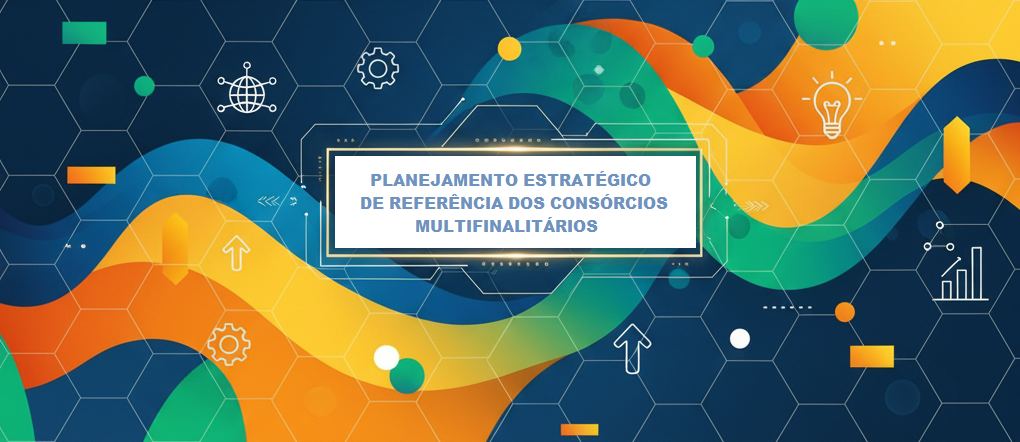 PLANEJAMENTO ESTRATÉGICO
DE REFERÊNCIA DOS CONSÓRCIOS
MULTIFINALITÁRIOS